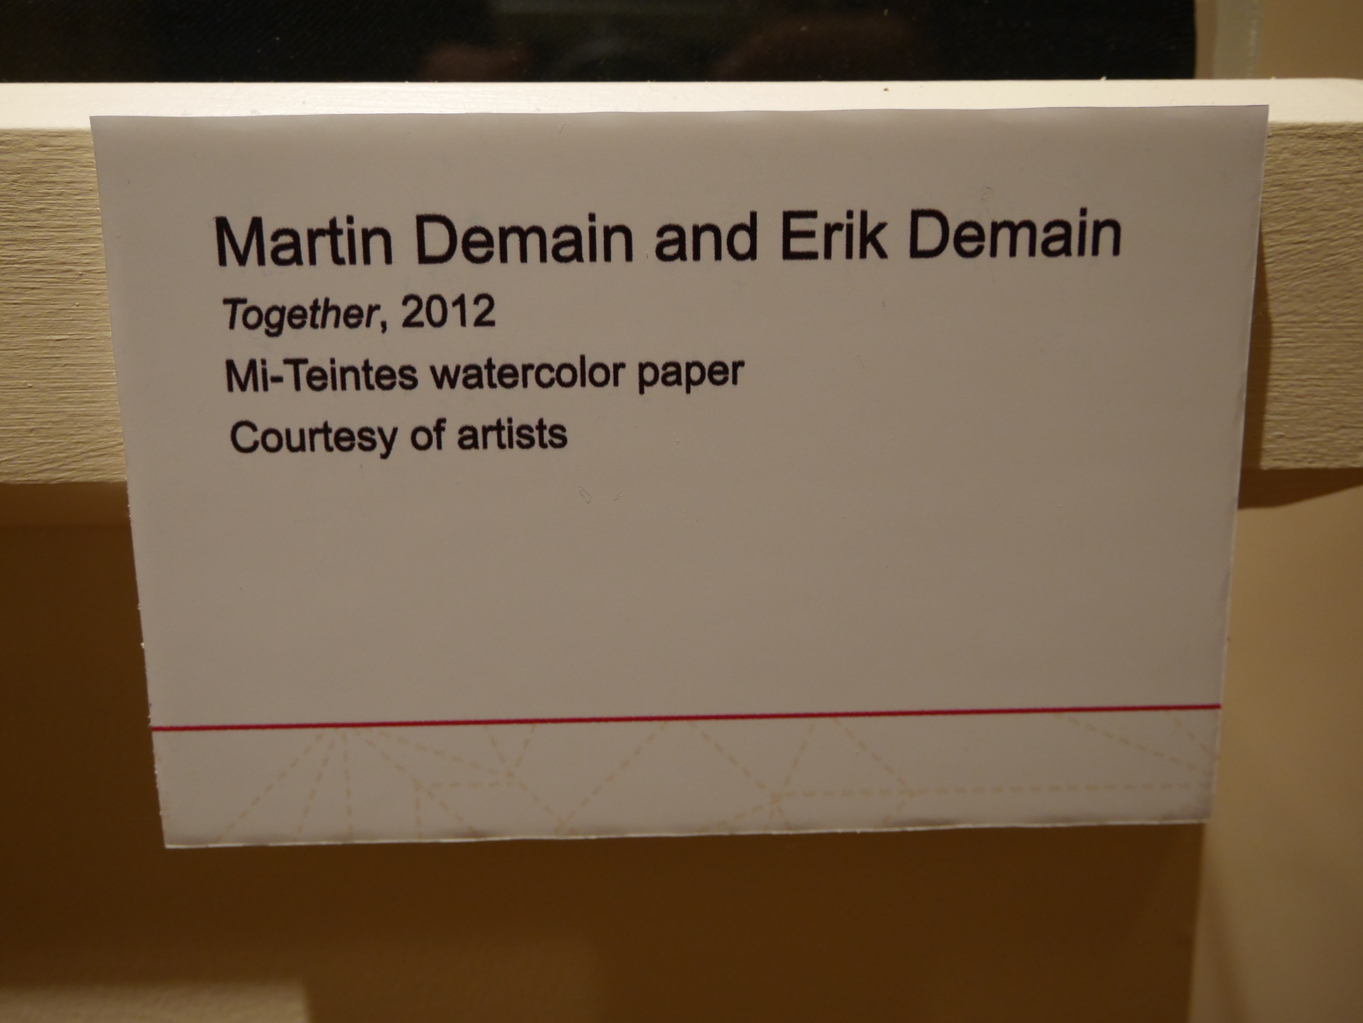 Martin Demain and Erik Demain
Together, 2012
Mi-Teintes watercolor paper
Courtesy of artists